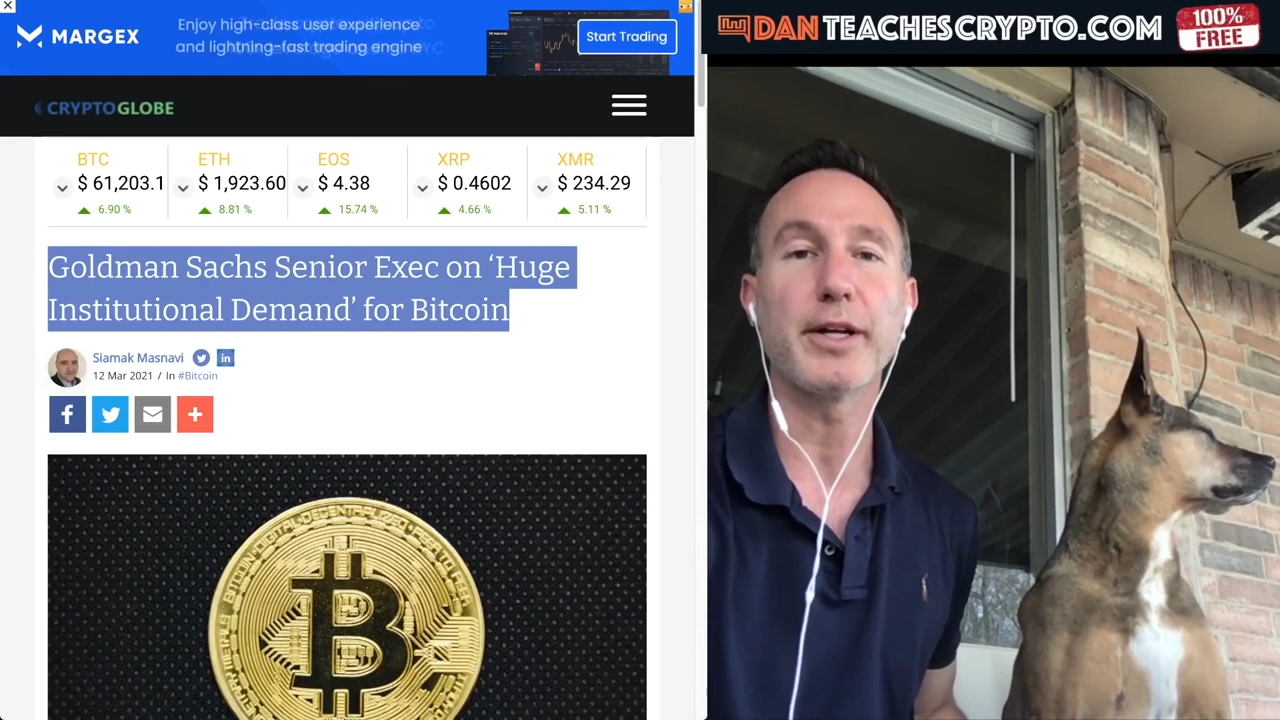 Enjoy high-class user experience
and lightning-fast trading engine
MARGEX
Start Trading
DANTEACHESCRYPTO.COM
100%
FREE
CRYPTOGLOBE
BTC
$ 61,203.1
6.90 %
ETH
$ 1,923.60
8.81 %
EOS
$ 4.38
15.74 %
XRP
$ 0.4602
4.66 %
XMR
$ 234.29
5.11 %
Goldman Sachs Senior Exec on ‘Huge
Institutional Demand’ for Bitcoin
Siamak Masnavi
12 Mar 2021 / In #Bitcoin